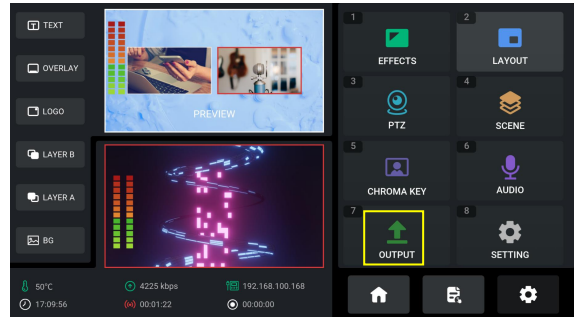 TEXT
OVERLAY
LOGO
LAYER B
LAYER A
BG
PREVIEW
50°C
4225 kbps
192.168.100.168
17:09:56
00:01:22
00:00:00
1
EFFECTS
2
LAYOUT
3
PTZ
4
SCENE
5
CHROMA KEY
6
AUDIO
7
OUTPUT
8
SETTING